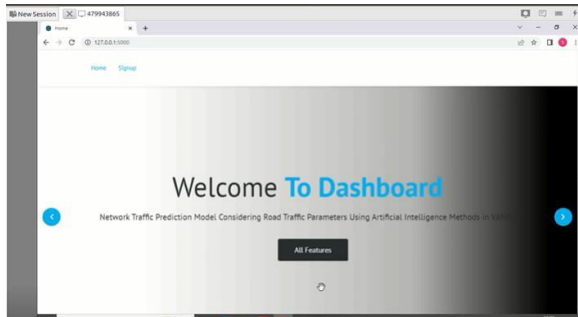 New Session 479943865
Home
127.0.0.1:5000
Home Signup
Welcome To Dashboard
Network Traffic Prediction Model Considering Road Traffic Parameters Using Artificial Intelligence Methods in
All Features